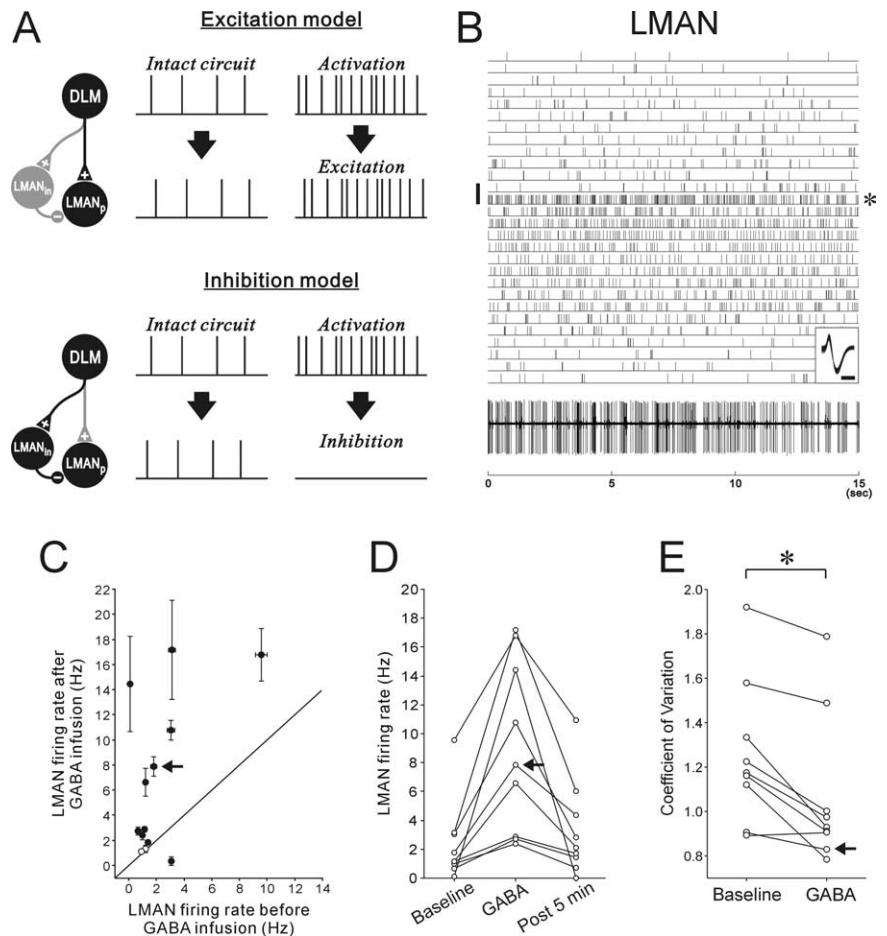 A
Excitation model
Intact circuit
Activation
Excitation
DLM
+
+
LMANin
LMANp
−
Inhibition model
Intact circuit
Activation
Inhibition
DLM
+
+
LMANin
LMANp
−
B
LMAN
*
0
5
10
15
(sec)
C
LMAN firing rate after
GABA infusion (Hz)
22
20
18
16
14
12
10
8
6
4
2
0
0 2 4 6 8 10 12 14
LMAN firing rate before
GABA infusion (Hz)
D
LMAN firing rate (Hz)
20
18
16
14
12
10
8
6
4
2
0
Baseline
GABA
Post 5 min
E
*
Coefficient of Variation
2.0
1.8
1.6
1.4
1.2
1.0
0.8
Baseline
GABA